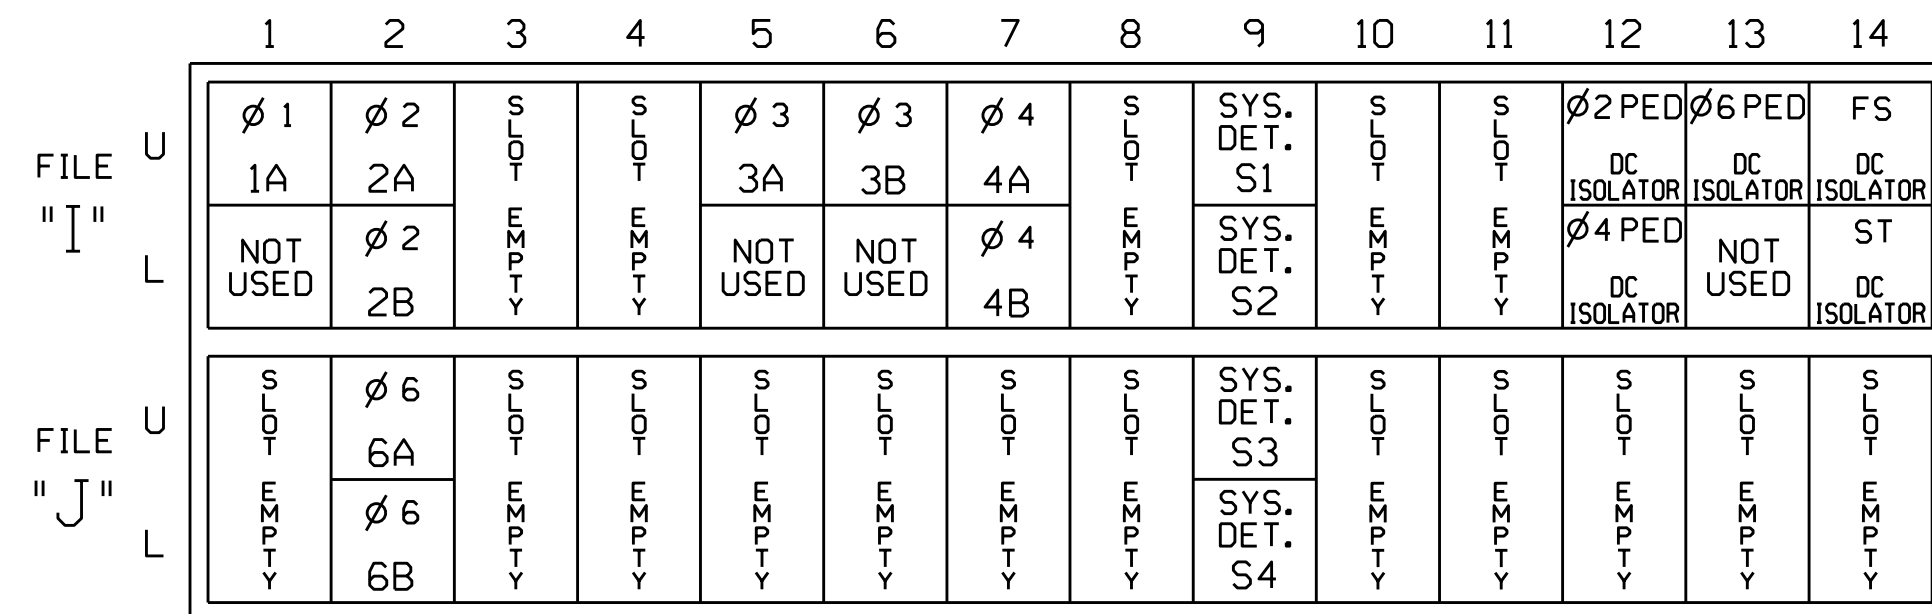 1 2 3 4 5 6 7 8 9 10 11 12 13 14
FILE "I"
U
Ø 1 1A
Ø 2 2A
SLOT EMPTY
SLOT EMPTY
Ø 3 3A
Ø 3 3B
Ø 4 4A
SLOT EMPTY
SYS. DET. S1
SLOT EMPTY
SLOT EMPTY
Ø2 PED DC ISOLATOR
Ø6 PED DC ISOLATOR
FS DC ISOLATOR
L
NOT USED
Ø 2 2B
NOT USED
NOT USED
Ø 4 4B
SYS. DET. S2
Ø4 PED DC ISOLATOR
NOT USED
ST DC ISOLATOR
FILE "J"
U
SLOT EMPTY
Ø 6 6A
SLOT EMPTY
SLOT EMPTY
SLOT EMPTY
SLOT EMPTY
SLOT EMPTY
SLOT EMPTY
SYS. DET. S3
SLOT EMPTY
SLOT EMPTY
SLOT EMPTY
SLOT EMPTY
SLOT EMPTY
L
Ø 6 6B
SYS. DET. S4